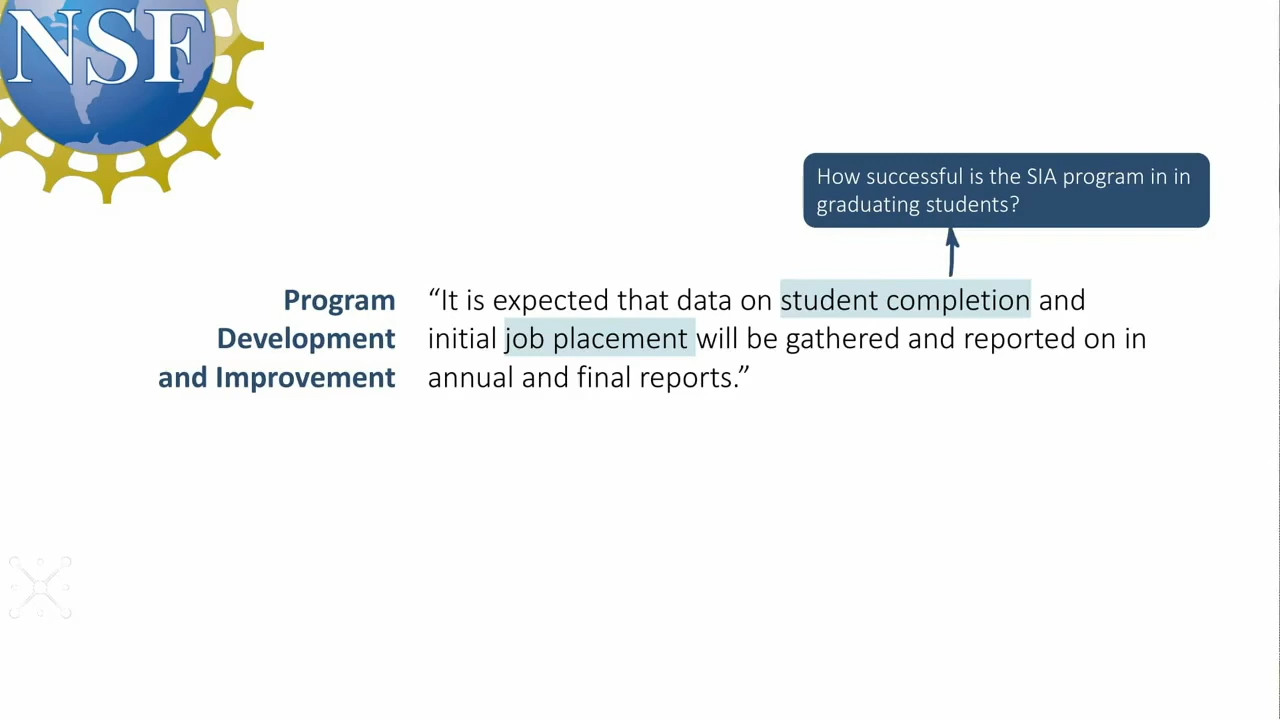 NSF
How successful is the SIA program in in
graduating students?
Program
Development
and Improvement
“It is expected that data on student completion and
initial job placement will be gathered and reported on in
annual and final reports.”